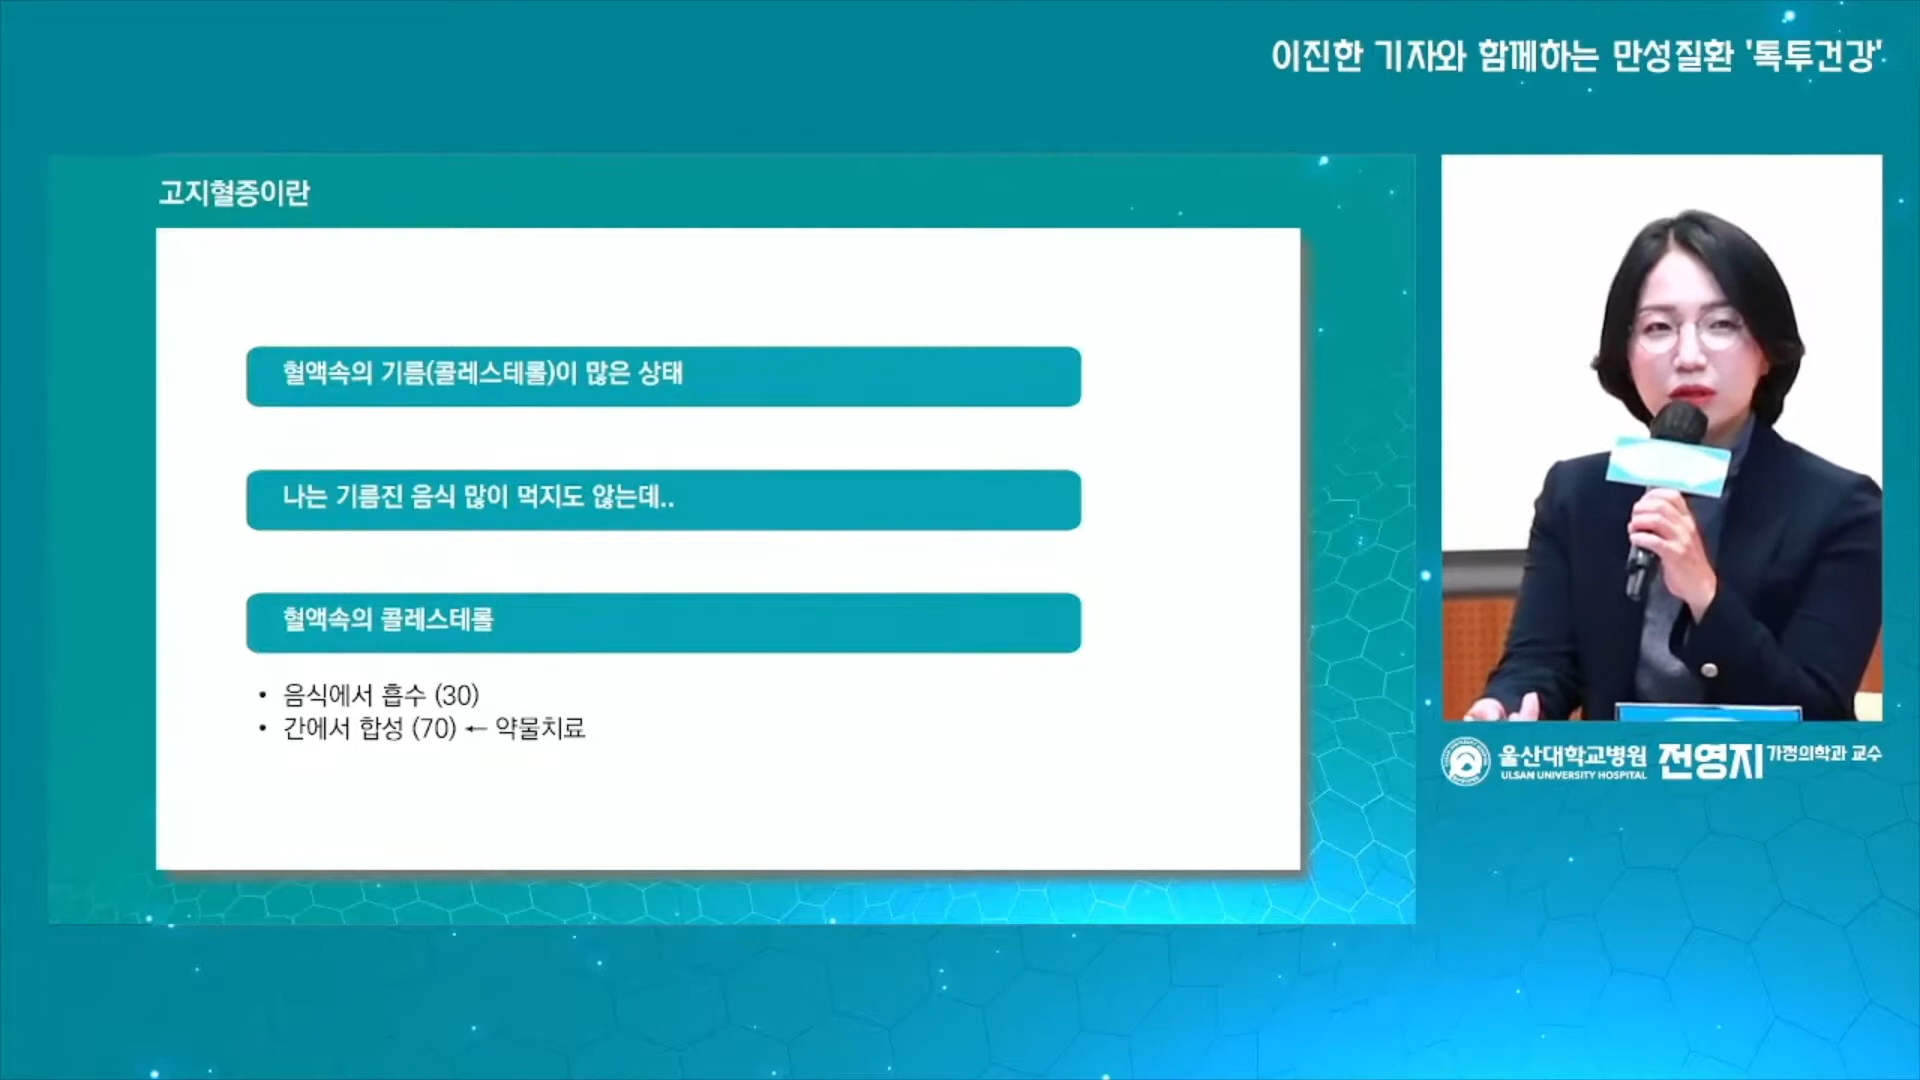 이진한 기자와 함께하는 만성질환 '톡투건강'
고지혈증이란
혈액속의 기름(콜레스테롤)이 많은 상태
나는 기름진 음식 많이 먹지도 않는데..
혈액속의 콜레스테롤
• 음식에서 흡수 (30)
• 간에서 합성 (70) ← 약물치료
울산대학교병원 전영지 가정의학과 교수
ULSAN UNIVERSITY HOSPITAL